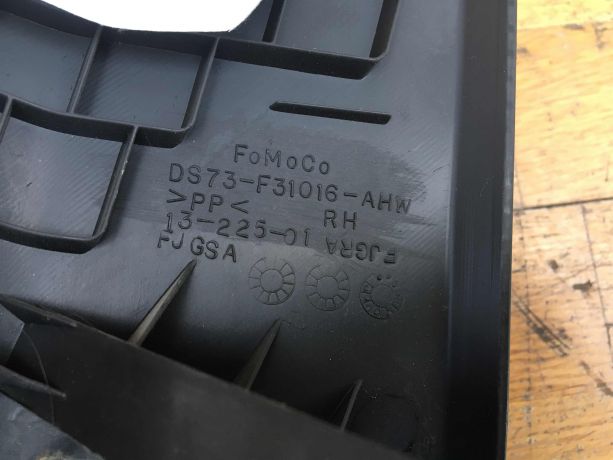 FoMoCo
DS73-F31016-AHW
>PP< RH
13-225-01
FJGSA FJGRA